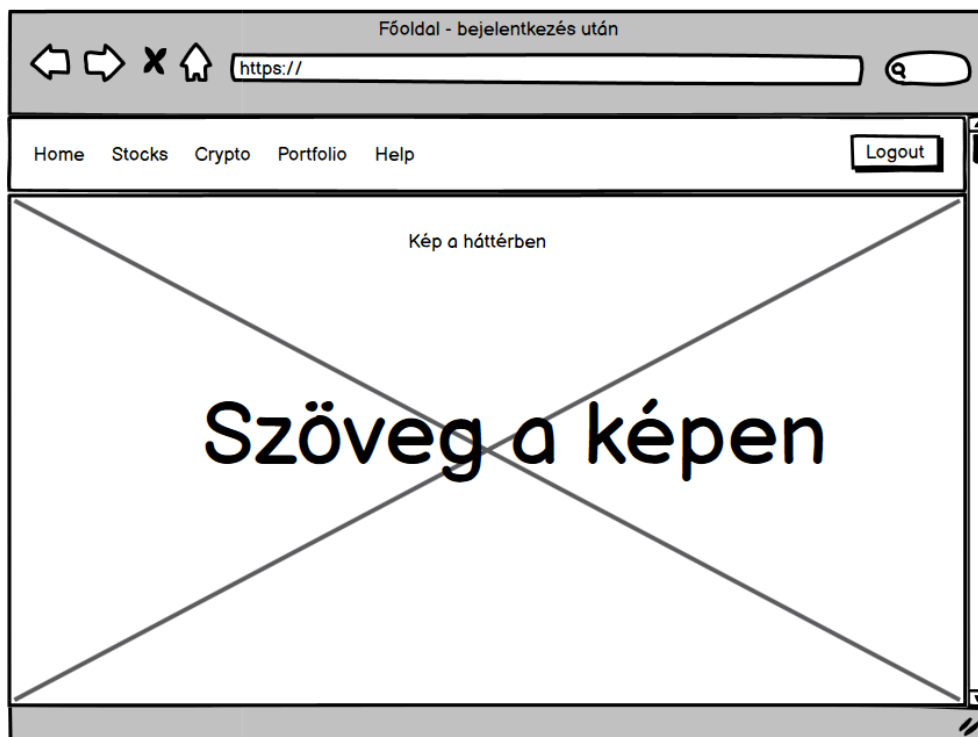 Főoldal - bejelentkezés után
https://
Home Stocks Crypto Portfolio Help Logout
Kép a háttérben
Szöveg a képen